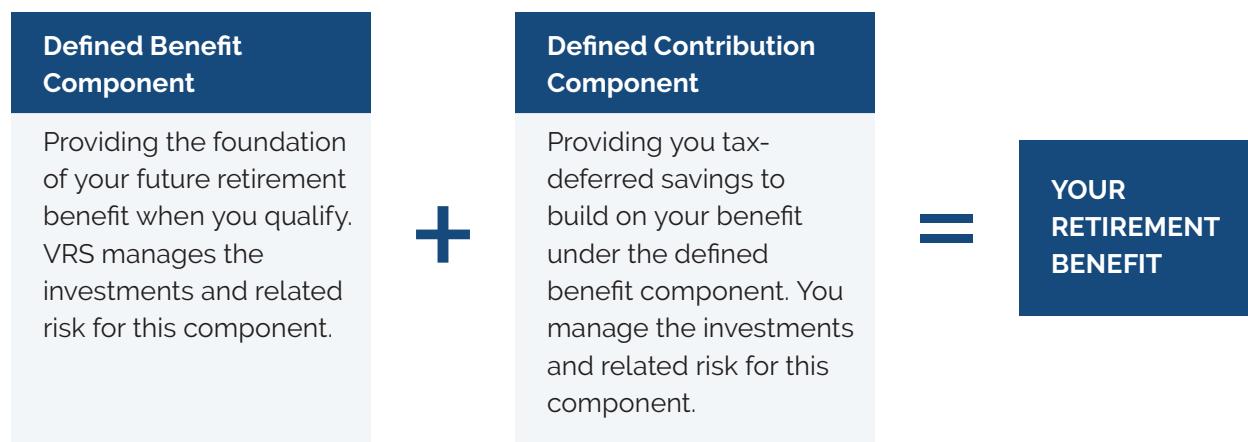 Defined Benefit
Component
Providing the foundation
of your future retirement
benefit when you qualify.
VRS manages the
investments and related
risk for this component.
+
Defined Contribution
Component
Providing you tax-
deferred savings to
build on your benefit
under the defined
benefit component. You
manage the investments
and related risk for this
component.
=
YOUR
RETIREMENT
BENEFIT